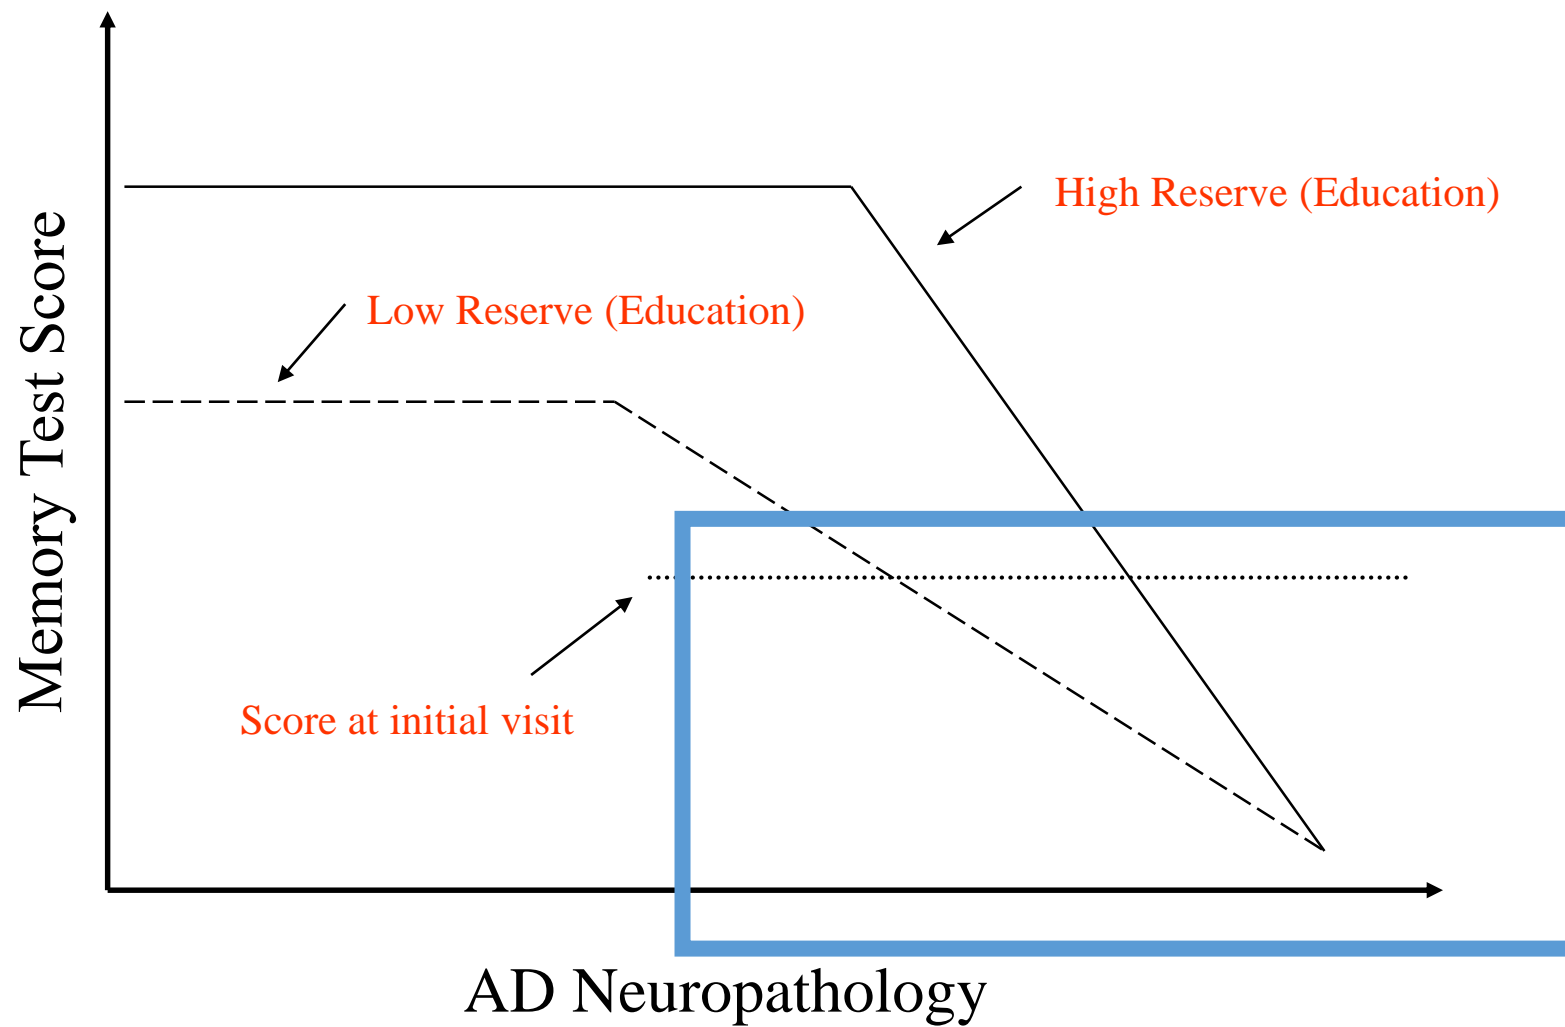 High Reserve (Education)
Low Reserve (Education)
Memory Test Score
Score at initial visit
AD Neuropathology